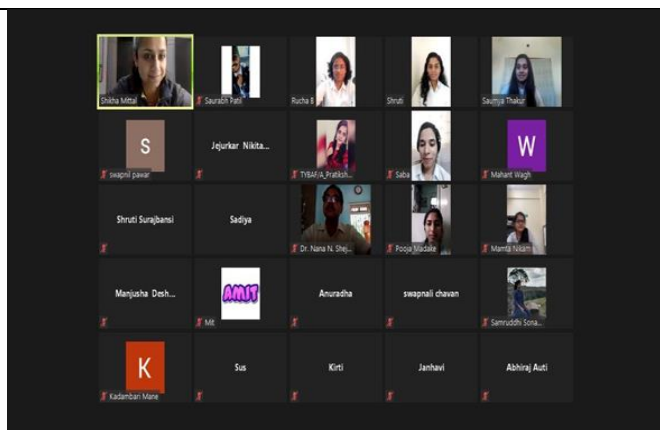 Shikha Mittal
Saurabh Patil
Rucha B
Shruti
Saumya Thakur
S
swapnil pawar
Jejurkar Nikita...
TYBAF/A_Pratiksh...
Saba
W
Mahant Wagh
Shruti Surajbansi
Sadiya
Dr. Nana N. Shej...
Pooja Madake
Mamta Nikam
Manjusha Desh...
AMIT
Mit
Anuradha
swapnali chavan
Samruddhi Sona...
K
Kadambari Mane
Sus
Kirti
Janhavi
Abhiraj Auti